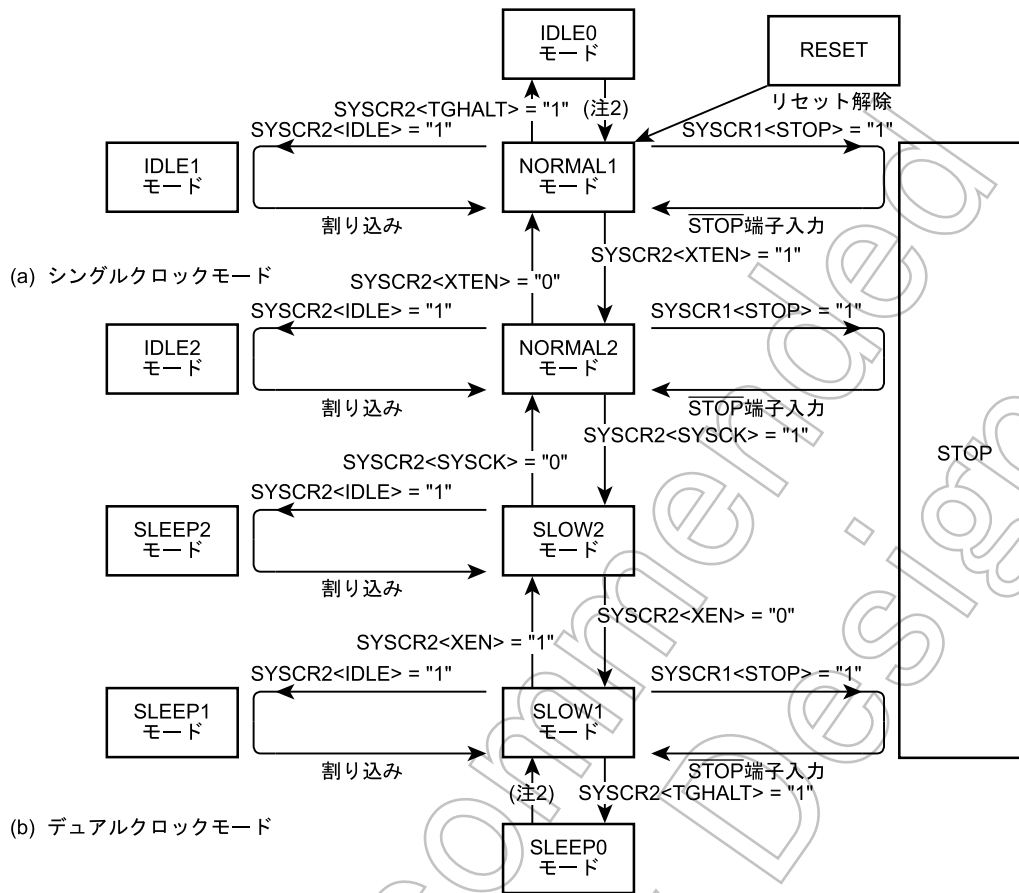 IDLE0
モード
RESET
SYSCR2<TGHALT> = "1"
(注2)
リセット解除
SYSCR2<IDLE> = "1"
SYSCR1<STOP> = "1"
IDLE1
モード
NORMAL1
モード
割り込み
STOP端子入力
SYSCR2<XTEN> = "1"
(a) シングルクロックモード
SYSCR2<XTEN> = "0"
SYSCR2<IDLE> = "1"
SYSCR1<STOP> = "1"
IDLE2
モード
NORMAL2
モード
割り込み
STOP端子入力
SYSCR2<SYSCK> = "1"
STOP
SYSCR2<SYSCK> = "0"
SYSCR2<IDLE> = "1"
SLEEP2
モード
SLOW2
モード
割り込み
SYSCR2<XEN> = "0"
SYSCR2<XEN> = "1"
SYSCR2<IDLE> = "1"
SYSCR1<STOP> = "1"
SLEEP1
モード
SLOW1
モード
割り込み
STOP端子入力
(注2)
SYSCR2<TGHALT> = "1"
(b) デュアルクロックモード
SLEEP0
モード